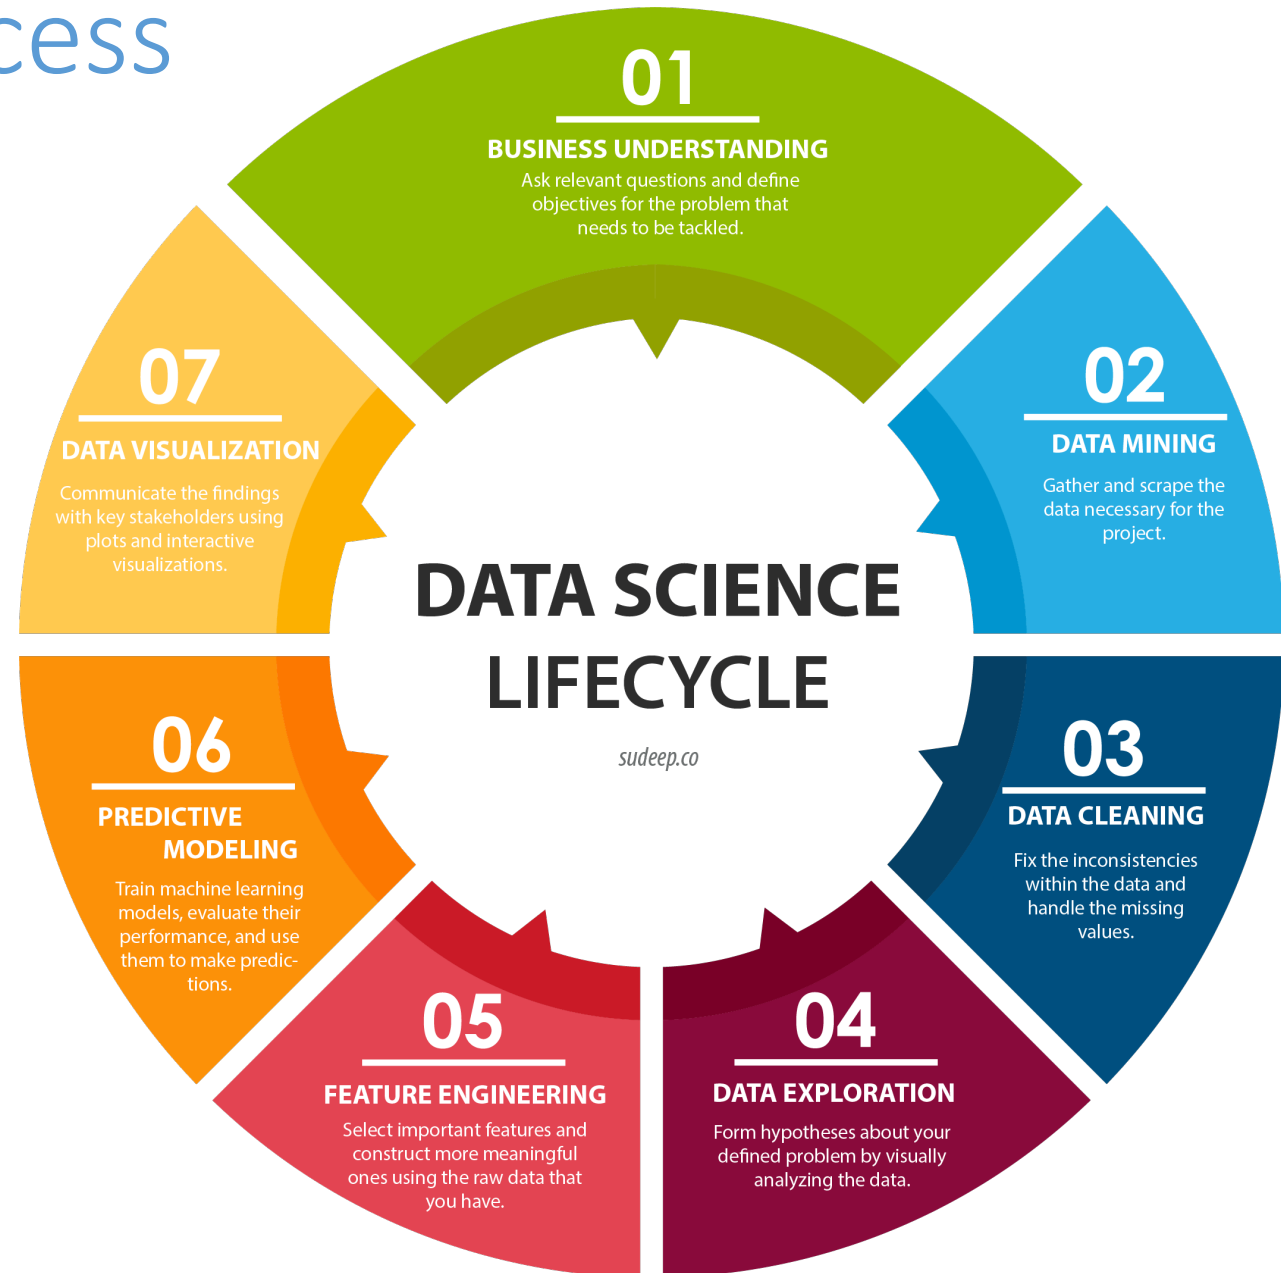 cess
01
BUSINESS UNDERSTANDING
Ask relevant questions and define
objectives for the problem that
needs to be tackled.
02
DATA MINING
Gather and scrape the
data necessary for the
project.
03
DATA CLEANING
Fix the inconsistencies
within the data and
handle the missing
values.
04
DATA EXPLORATION
Form hypotheses about your
defined problem by visually
analyzing the data.
05
FEATURE ENGINEERING
Select important features and
construct more meaningful
ones using the raw data that
you have.
06
PREDICTIVE
MODELING
Train machine learning
models, evaluate their
performance, and use
them to make predic-
tions.
07
DATA VISUALIZATION
Communicate the findings
with key stakeholders using
plots and interactive
visualizations.
DATA SCIENCE
LIFECYCLE
sudeep.co